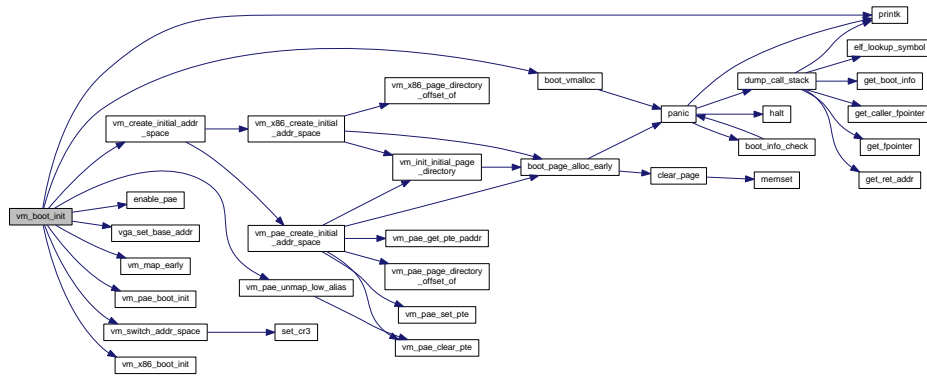 printk
elf_lookup_symbol
vm_x86_page_directory
_offset_of
boot_vmalloc
dump_call_stack
get_boot_info
vm_create_initial_addr
_space
vm_x86_create_initial
_addr_space
panic
halt
get_caller_fpointer
vm_init_initial_page
_directory
boot_page_alloc_early
boot_info_check
get_fpointer
clear_page
memset
get_ret_addr
enable_pae
vm_boot_init
vga_set_base_addr
vm_pae_create_initial
_addr_space
vm_pae_get_pte_paddr
vm_map_early
vm_pae_page_directory
_offset_of
vm_pae_unmap_low_alias
vm_pae_boot_init
vm_pae_set_pte
vm_switch_addr_space
set_cr3
vm_pae_clear_pte
vm_x86_boot_init